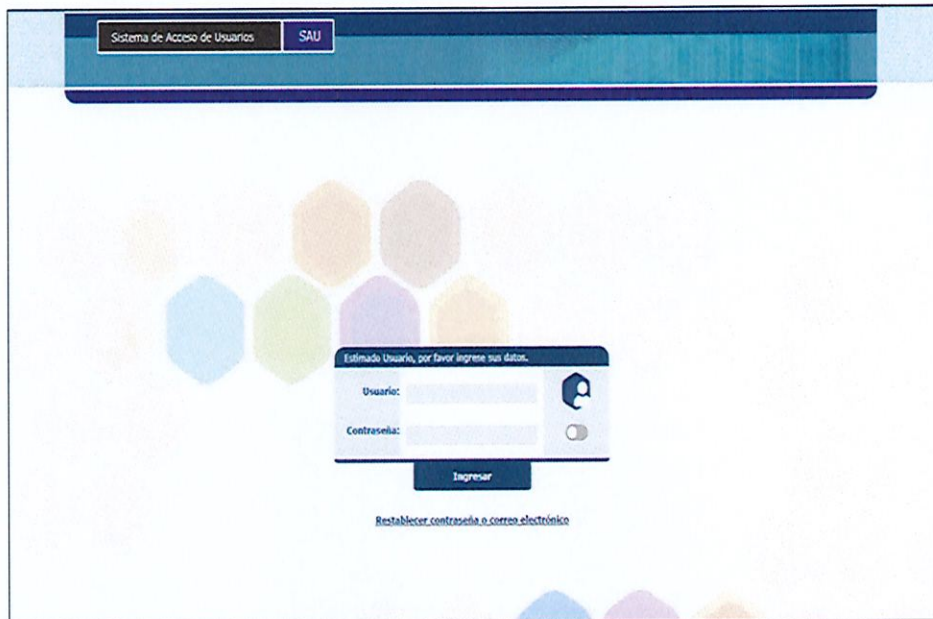 Sistema de Acceso de Usuarios SAU
Estimado Usuario, por favor ingrese sus datos.
Usuario:
Contraseña:
Ingresar
Restablecer contraseña o correo electrónico